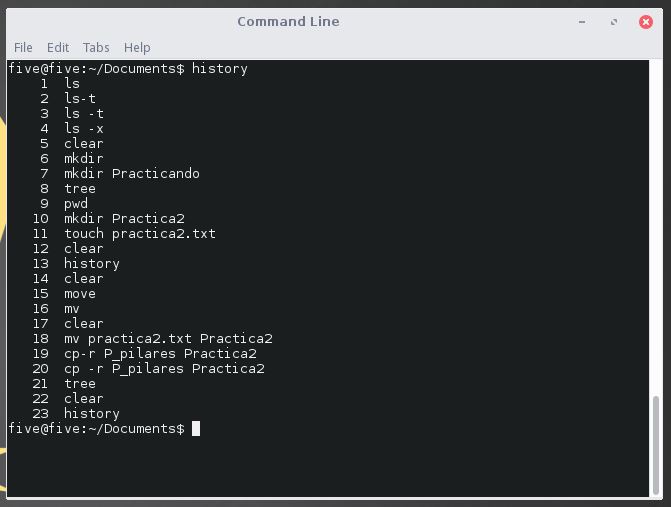 Command Line
File Edit Tabs Help
five@five:~/Documents$ history
1 ls
2 ls-t
3 ls -t
4 ls -x
5 clear
6 mkdir
7 mkdir Practicando
8 tree
9 pwd
10 mkdir Practica2
11 touch practica2.txt
12 clear
13 history
14 clear
15 move
16 mv
17 clear
18 mv practica2.txt Practica2
19 cp-r P_pilares Practica2
20 cp -r P_pilares Practica2
21 tree
22 clear
23 history
five@five:~/Documents$